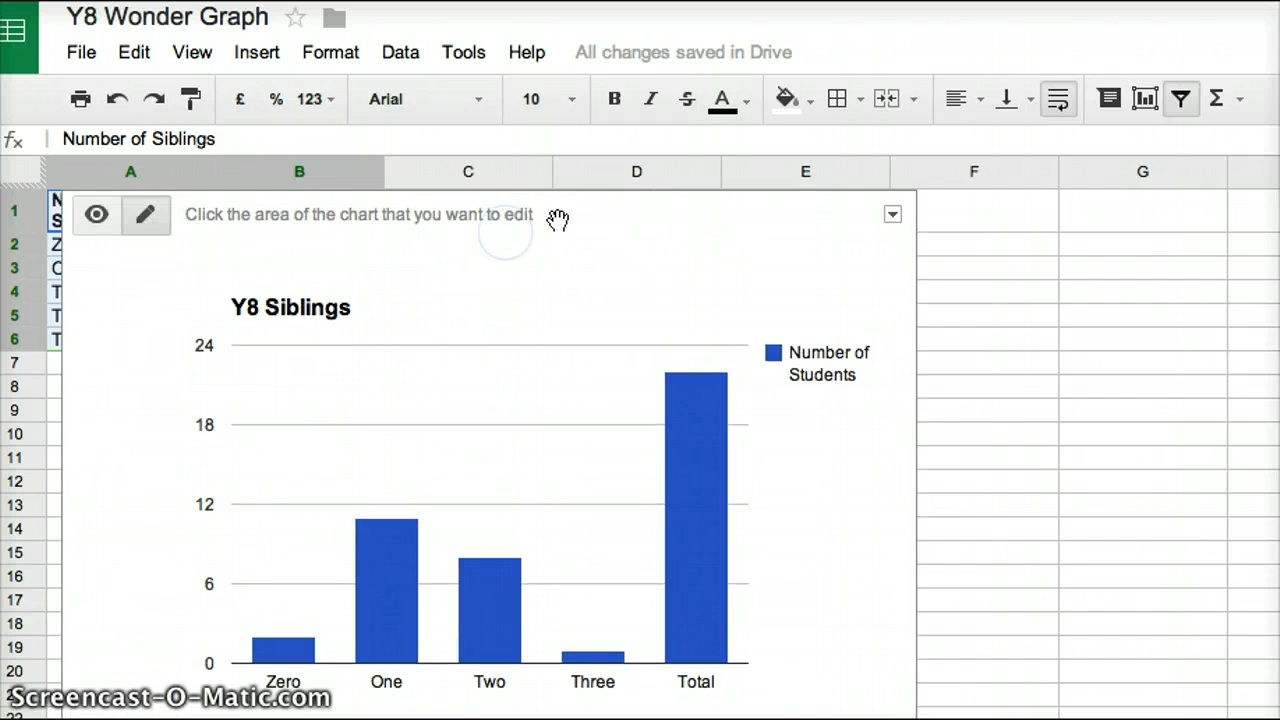 Y8 Wonder Graph
File Edit View Insert Format Data Tools Help All changes saved in Drive
£ % 123 Arial 10 B I S A Σ
fx Number of Siblings
A B C D E F G
1 N
S
Click the area of the chart that you want to edit
2 Z
3 O
4 T
5 T
6 T
7
8
9
10
11
12
13
14
15
16
17
18
19
20
Y8 Siblings
24
18
12
6
0
Number of
Students
Zero One Two Three Total
Screencast-O-Matic.com